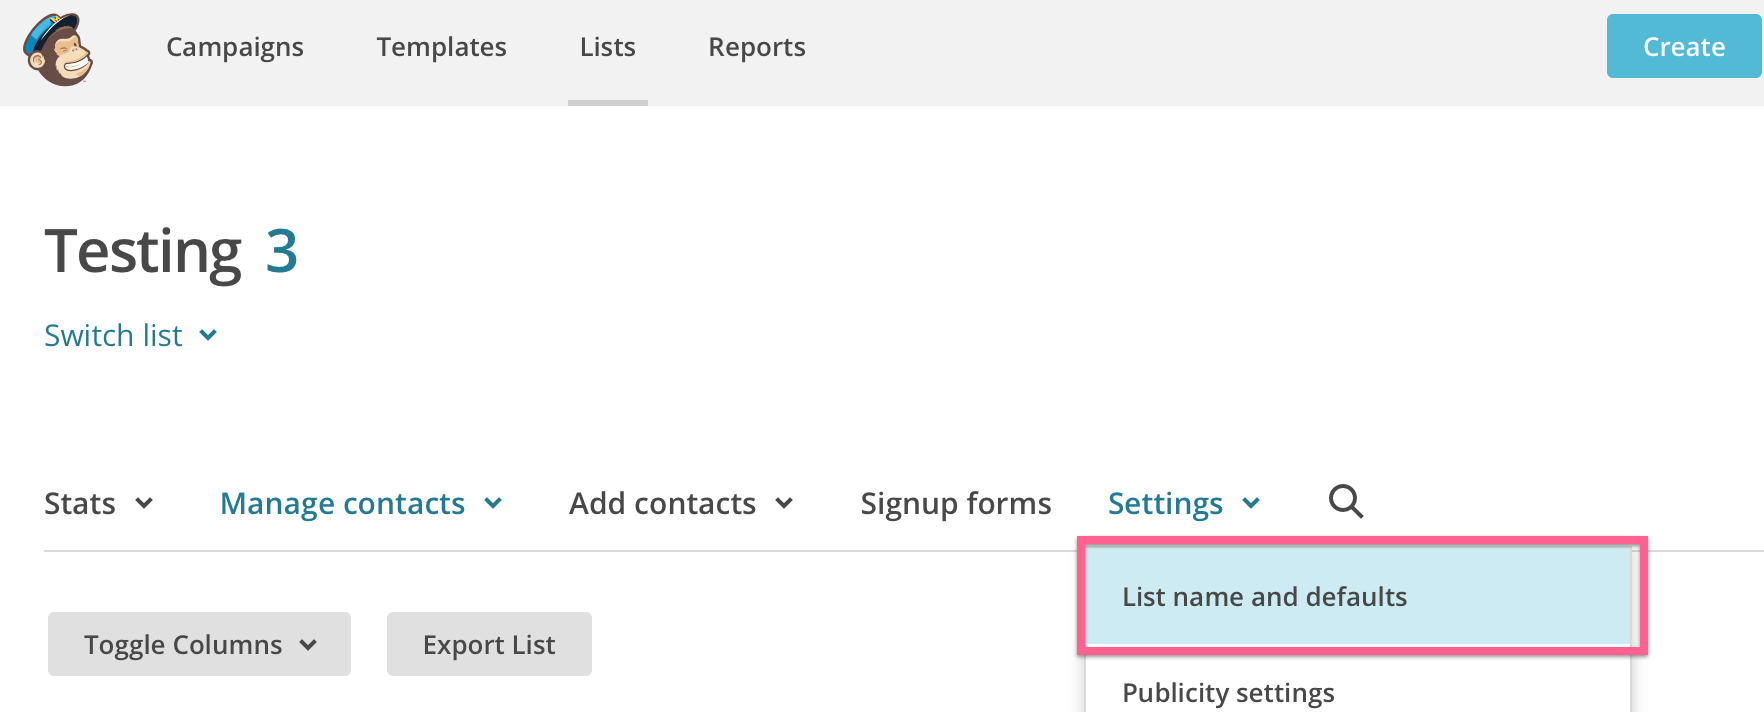 Campaigns Templates Lists Reports Create
Testing 3
Switch list
Stats Manage contacts Add contacts Signup forms Settings
List name and defaults
Toggle Columns Export List
Publicity settings